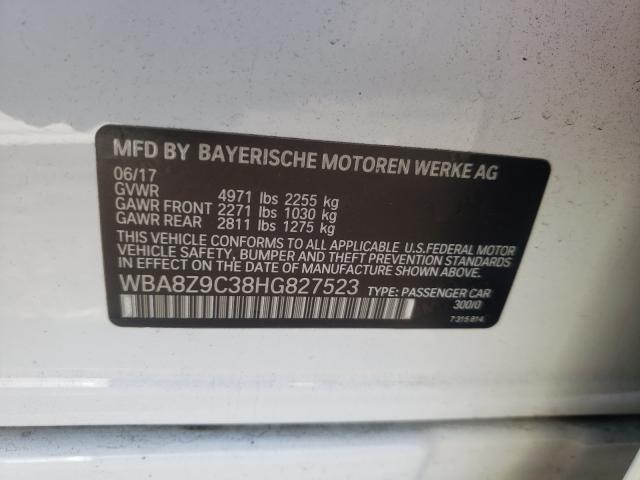 MFD BY BAYERISCHE MOTOREN WERKE AG
06/17
GVWR 4971 lbs 2255 kg
GAWR FRONT 2271 lbs 1030 kg
GAWR REAR 2811 lbs 1275 kg
THIS VEHICLE CONFORMS TO ALL APPLICABLE U.S.FEDERAL MOTOR
VEHICLE SAFETY, BUMPER AND THEFT PREVENTION STANDARDS
IN EFFECT ON THE DATE OF MANUFACTURE SHOWN ABOVE.
WBA8Z9C38HG827523 TYPE: PASSENGER CAR
300/0
7 315 814